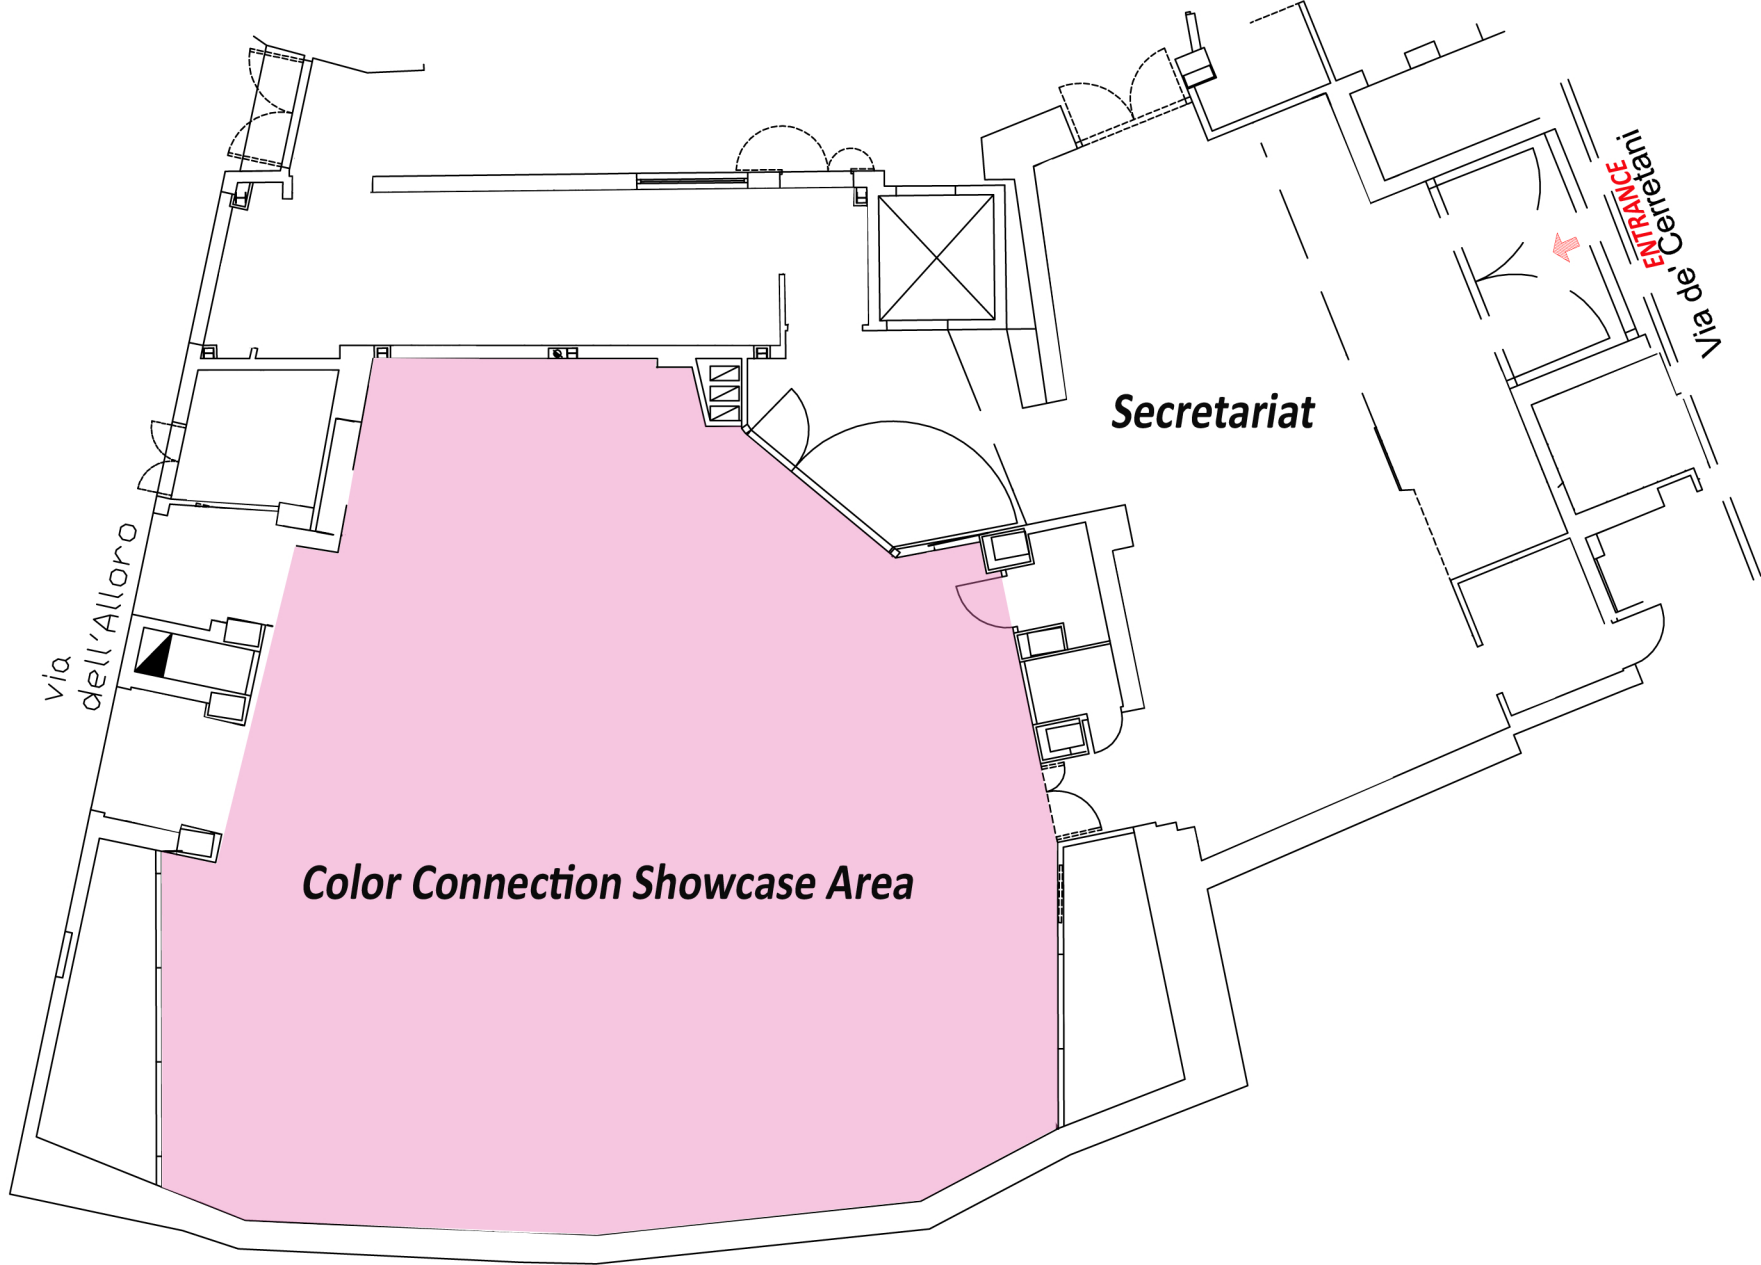 ENTRANCE
Via de' Cerretani
Secretariat
via
dell'Alloro
Color Connection Showcase Area